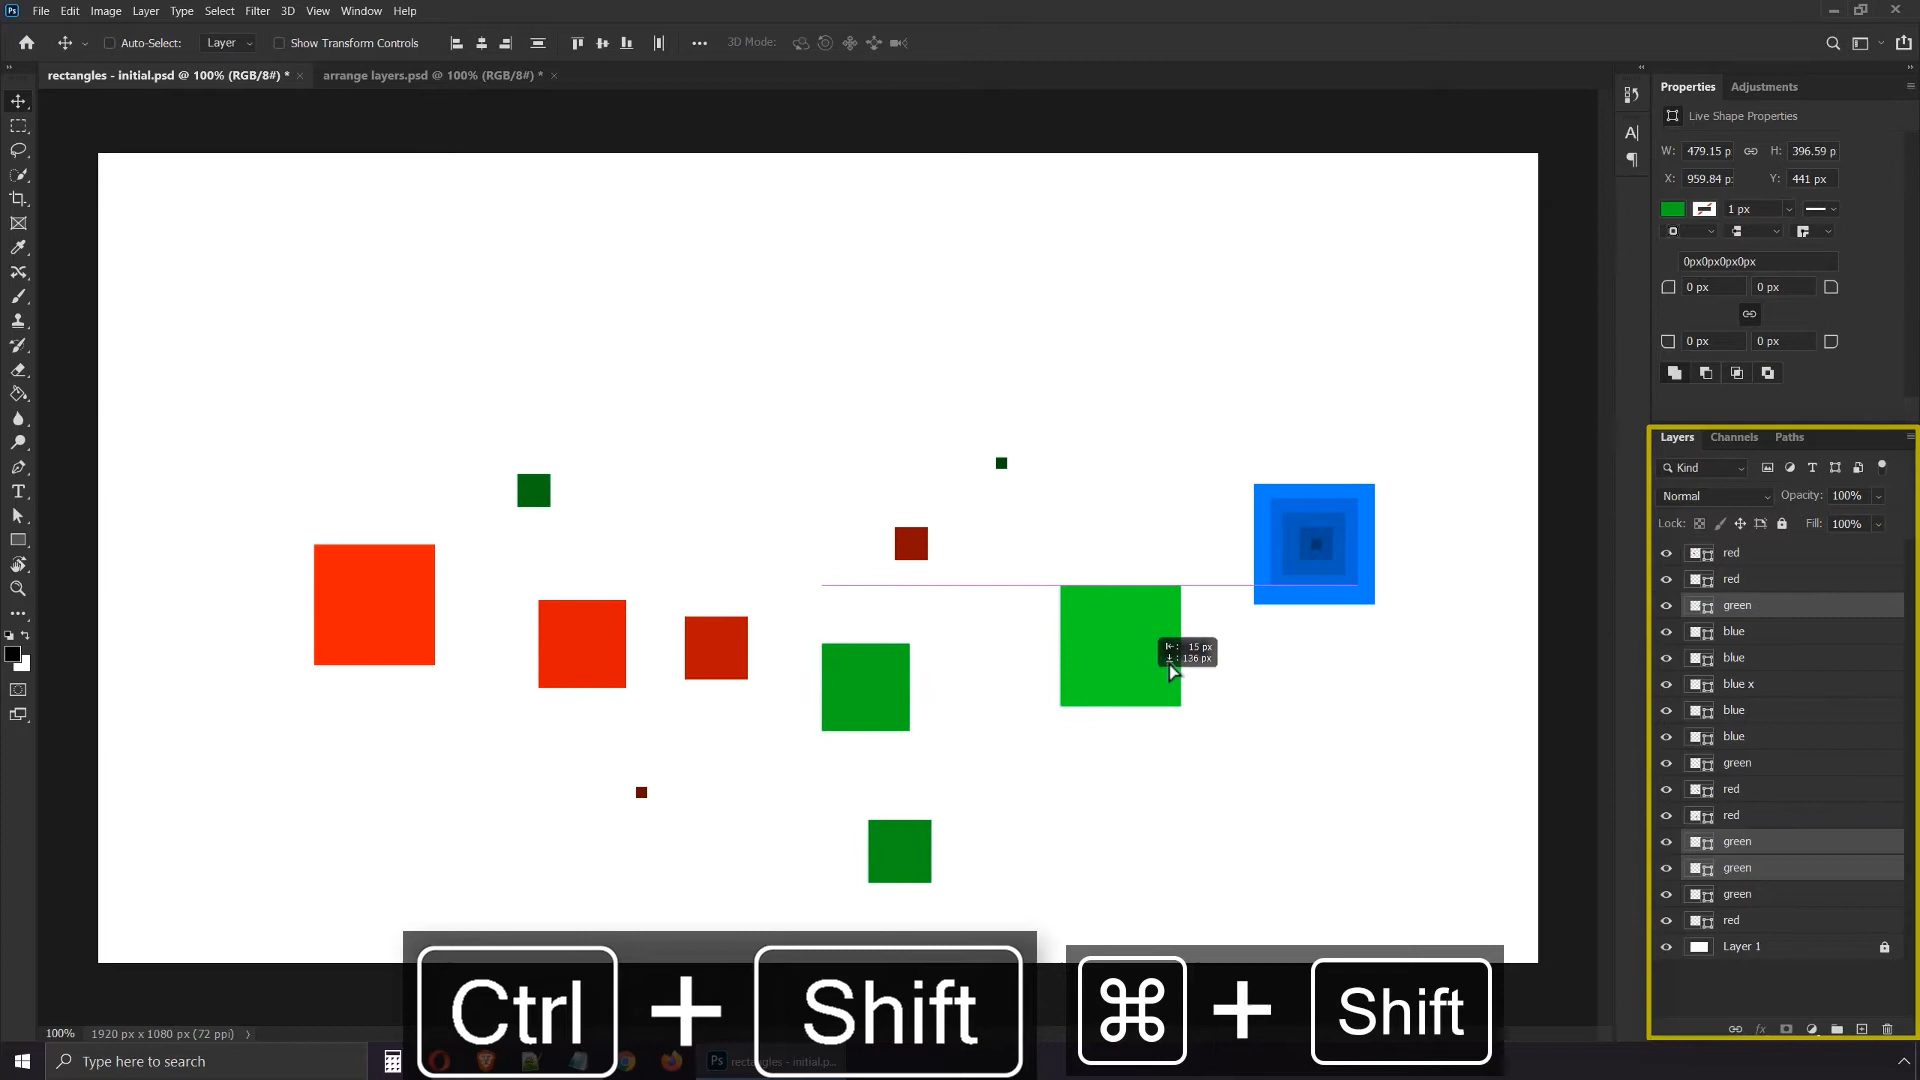 Ps File Edit Image Layer Type Select Filter 3D View Window Help
Auto-Select: Layer Show Transform Controls 3D Mode:
rectangles - initial.psd @ 100% (RGB/8#) * × arrange layers.psd @ 100% (RGB/8#) * ×
Properties Adjustments
Live Shape Properties
W: 479.15 p H: 396.59 p
X: 959.84 p: Y: 441 px
1 px
0px0px0px0px
0 px 0 px
0 px 0 px
Layers Channels Paths
Kind
Normal Opacity: 100%
Lock: Fill: 100%
red
red
green
blue
blue
blue x
blue
blue
green
red
red
green
green
green
red
Layer 1
fx
15 px
136 px
Ctrl + Shift ⌘ + Shift
100% 1920 px x 1080 px (72 ppi)
Type here to search
Ps rectangles - initial.p...